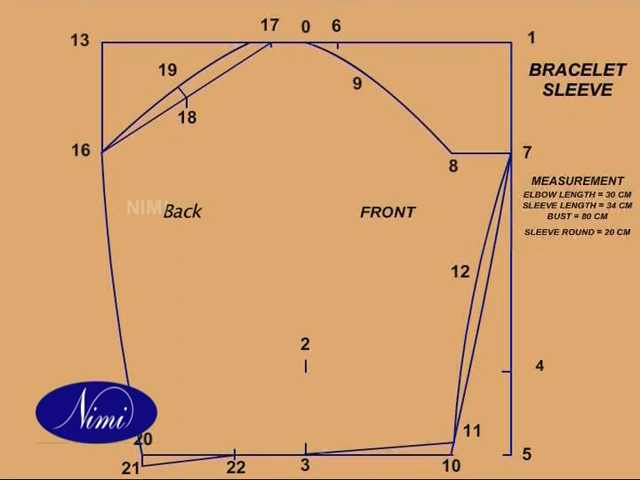 17 0 6
13 1
19
BRACELET
SLEEVE
9
18
16
8 7
MEASUREMENT
ELBOW LENGTH = 30 CM
SLEEVE LENGTH = 34 CM
BUST = 80 CM
SLEEVE ROUND = 20 CM
NIMI Back
FRONT
12
2
4
Nimi
20
11
21 22 3 10 5